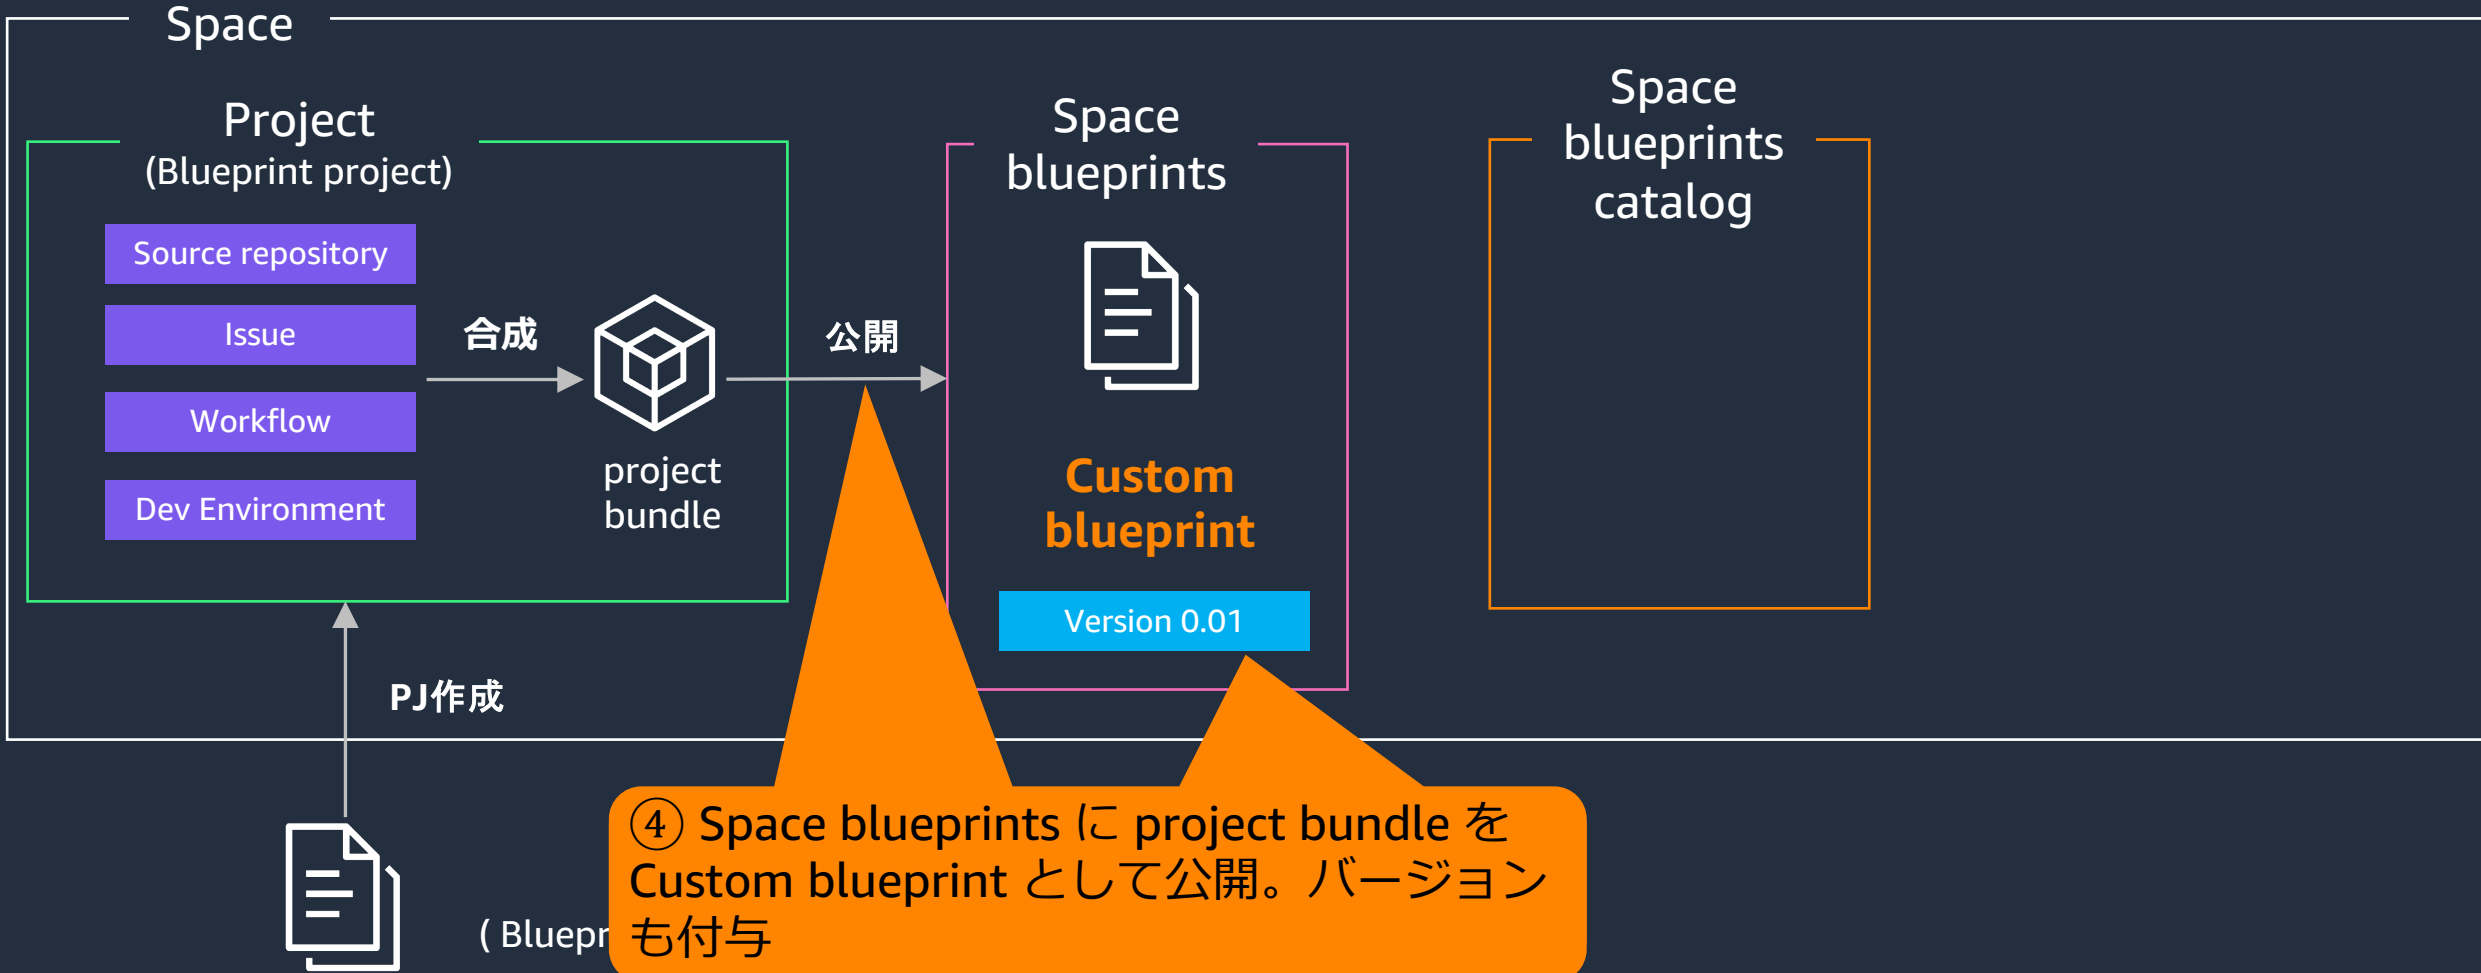 Space
Project
(Blueprint project)
Source repository
Issue
Workflow
Dev Environment
合成
project
bundle
公開
Space
blueprints
Custom
blueprint
Version 0.01
Space
blueprints
catalog
PJ作成
④ Space blueprints に project bundle を
Custom blueprint として公開。バージョン
も付与
(